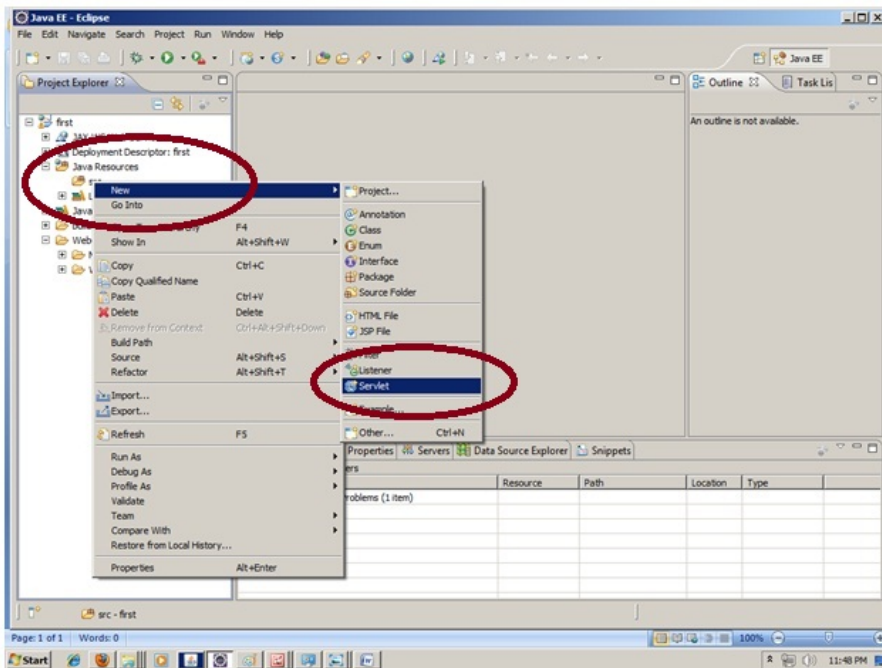 Java EE - Eclipse
File Edit Navigate Search Project Run Window Help
Java EE
Project Explorer
Outline
Task Lis
An outline is not available.
first
Deployment Descriptor: first
Java Resources
src
Java
Web
New
Go Into
F4
Show In Alt+Shift+W
Copy Ctrl+C
Copy Qualified Name
Paste Ctrl+V
Delete Delete
Remove from Context Ctrl+Alt+Shift+Down
Build Path
Source Alt+Shift+S
Refactor Alt+Shift+T
Import...
Export...
Refresh F5
Run As
Debug As
Profile As
Validate
Team
Compare With
Restore from Local History...
Properties Alt+Enter
Project...
Annotation
Class
Enum
Interface
Package
Source Folder
HTML File
JSP File
Filter
Listener
Servlet
Example...
Other... Ctrl+N
Properties Servers Data Source Explorer Snippets
ers
Resource Path Location Type
roblems (1 item)
src - first
Page: 1 of 1 Words: 0 100%
Start 11:48 PM